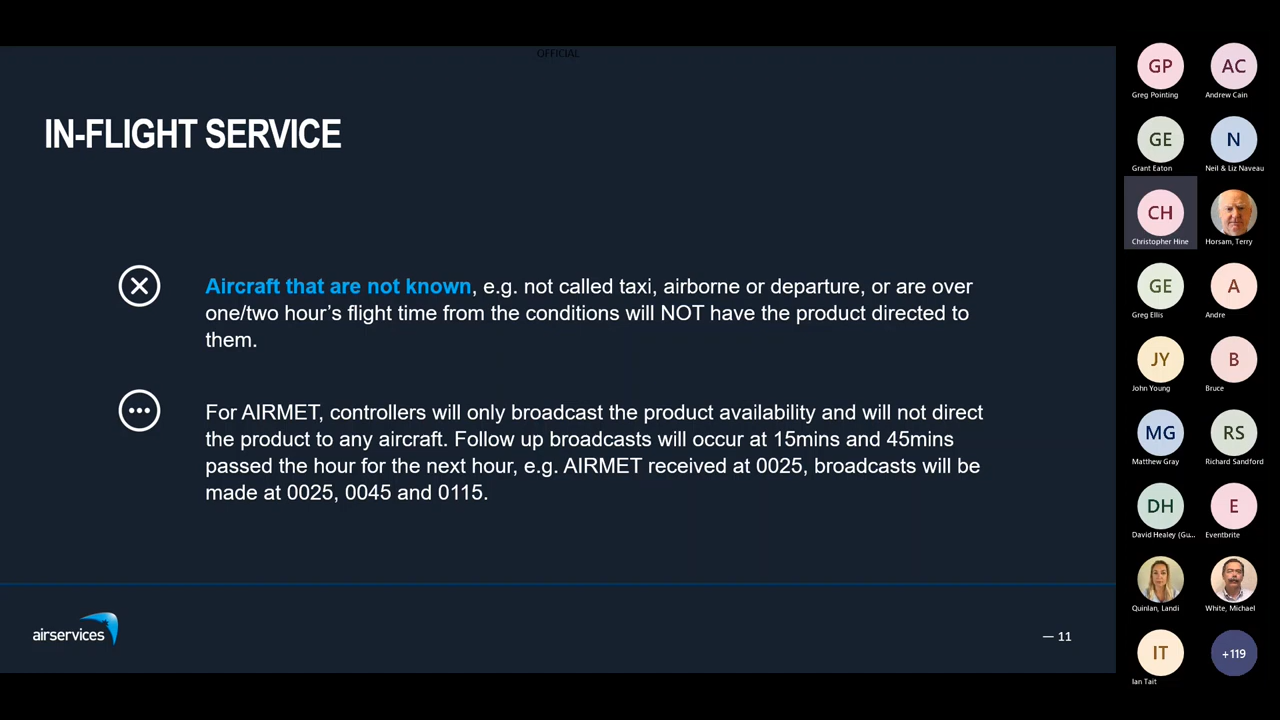 OFFICIAL
IN-FLIGHT SERVICE
Aircraft that are not known, e.g. not called taxi, airborne or departure, or are over
one/two hour's flight time from the conditions will NOT have the product directed to
them.
For AIRMET, controllers will only broadcast the product availability and will not direct
the product to any aircraft. Follow up broadcasts will occur at 15mins and 45mins
passed the hour for the next hour, e.g. AIRMET received at 0025, broadcasts will be
made at 0025, 0045 and 0115.
airservices
— 11
GP
AC
Greg Pointing
Andrew Cain
GE
N
Grant Eaton
Neil & Liz Naveau
CH
Christopher Hine
Horsam, Terry
GE
A
Greg Ellis
Andre
JY
B
John Young
Bruce
MG
RS
Matthew Gray
Richard Sandford
DH
E
David Healey (Gu...
Eventbrite
Quinlan, Landi
White, Michael
IT
+119
Ian Tait